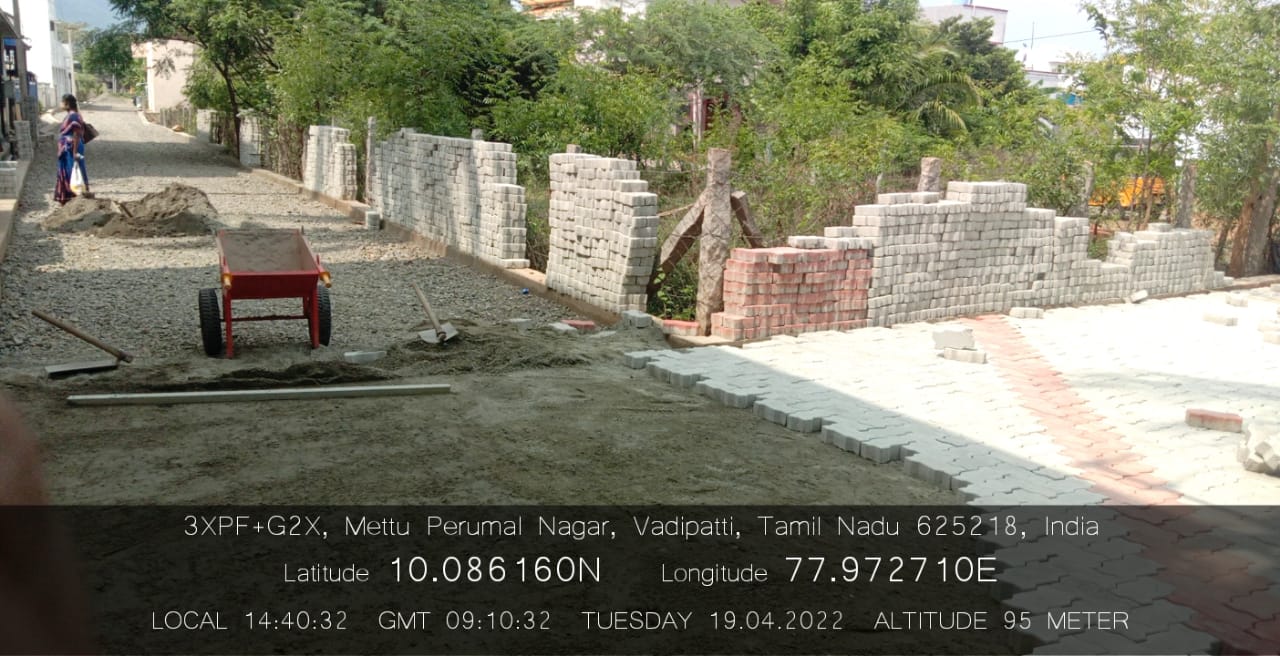 3XPF+G2X, Mettu Perumal Nagar, Vadipatti, Tamil Nadu 625218, India
Latitude 10.086160N Longitude 77.972710E
LOCAL 14:40:32 GMT 09:10:32 TUESDAY 19.04.2022 ALTITUDE 95 METER